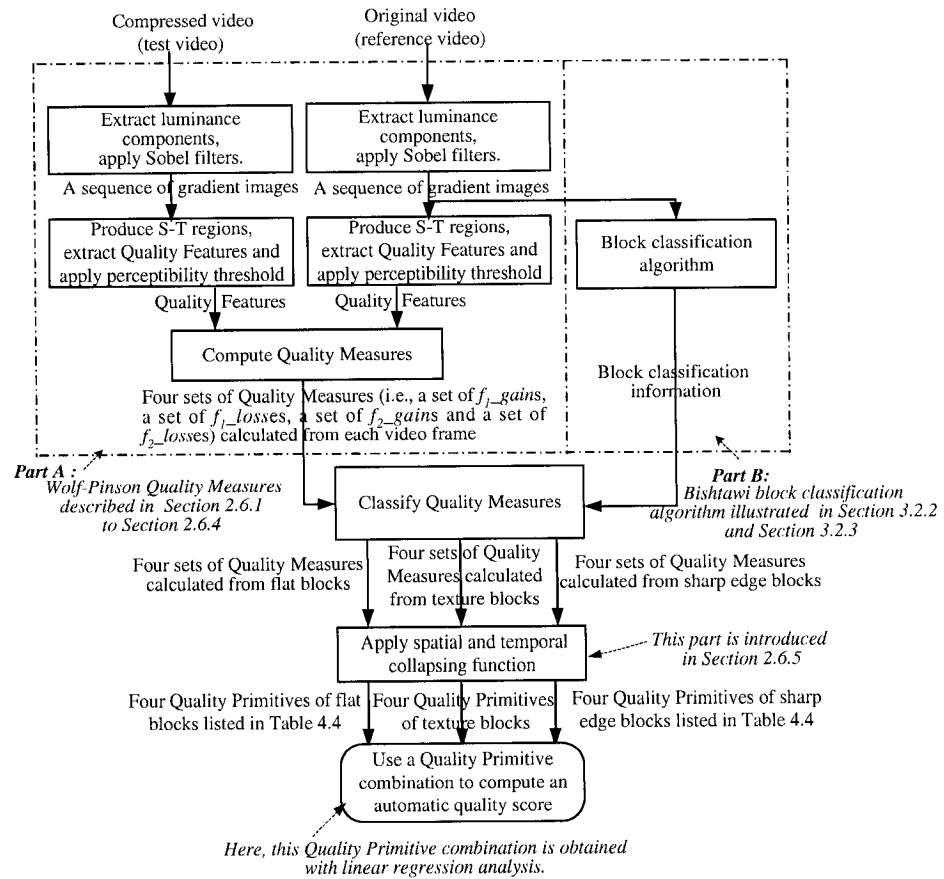 Compressed video
(test video)
Original video
(reference video)
Extract luminance
components,
apply Sobel filters.
Extract luminance
components,
apply Sobel filters.
A sequence of gradient images
A sequence of gradient images
Produce S-T regions,
extract Quality Features and
apply perceptibility threshold
Produce S-T regions,
extract Quality Features and
apply perceptibility threshold
Block classification
algorithm
Quality Features
Quality Features
Compute Quality Measures
Block classification
information
Four sets of Quality Measures (i.e., a set of f1_gains,
a set of f1_losses, a set of f2_gains and a set of
f2_losses) calculated from each video frame
Part A :
Wolf-Pinson Quality Measures
described in Section 2.6.1
to Section 2.6.4
Part B:
Bishtawi block classification
algorithm illustrated in Section 3.2.2
and Section 3.2.3
Classify Quality Measures
Four sets of Quality Measures
calculated from flat blocks
Four sets of Quality
Measures calculated
from texture blocks
Four sets of Quality Measures
calculated from sharp edge blocks
Apply spatial and temporal
collapsing function
This part is introduced
in Section 2.6.5
Four Quality Primitives of flat
blocks listed in Table 4.4
Four Quality Primitives
of texture blocks
Four Quality Primitives of sharp
edge blocks listed in Table 4.4
Use a Quality Primitive
combination to compute an
automatic quality score
Here, this Quality Primitive combination is obtained
with linear regression analysis.